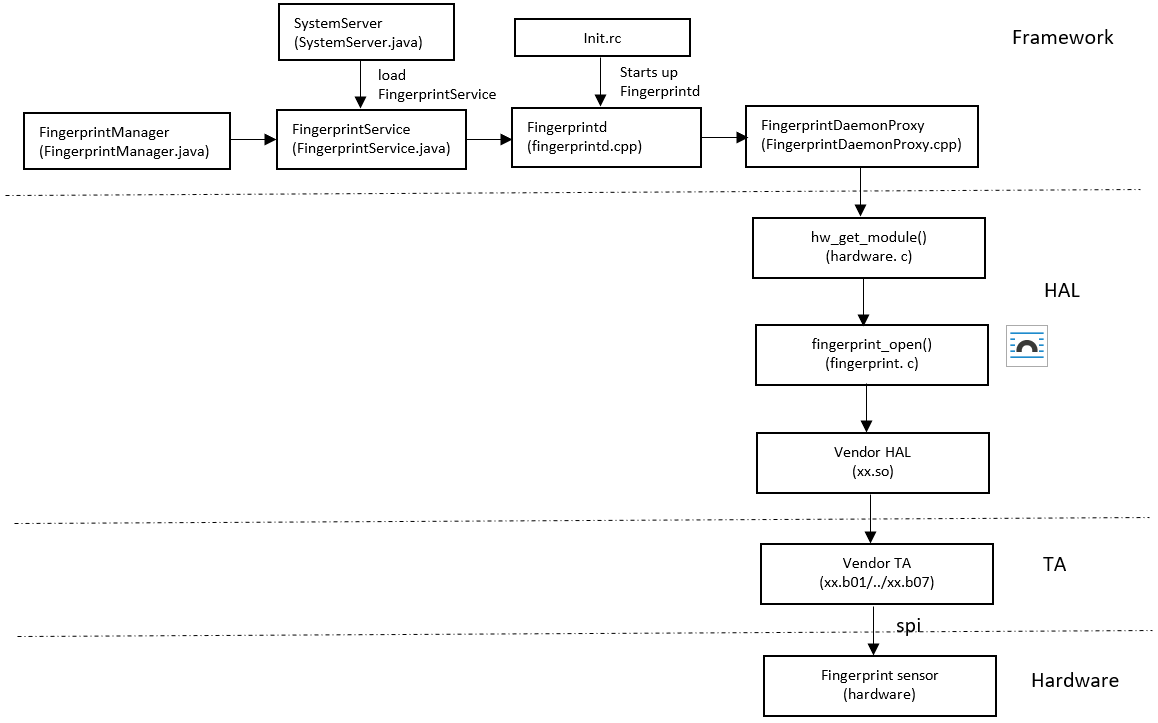 SystemServer
(SystemServer.java)
Init.rc
Framework
load
FingerprintService
Starts up
Fingerprintd
FingerprintManager
(FingerprintManager.java)
FingerprintService
(FingerprintService.java)
Fingerprintd
(fingerprintd.cpp)
FingerprintDaemonProxy
(FingerprintDaemonProxy.cpp)
hw_get_module()
(hardware. c)
HAL
fingerprint_open()
(fingerprint. c)
Vendor HAL
(xx.so)
Vendor TA
(xx.b01/../xx.b07)
TA
spi
Fingerprint sensor
(hardware)
Hardware